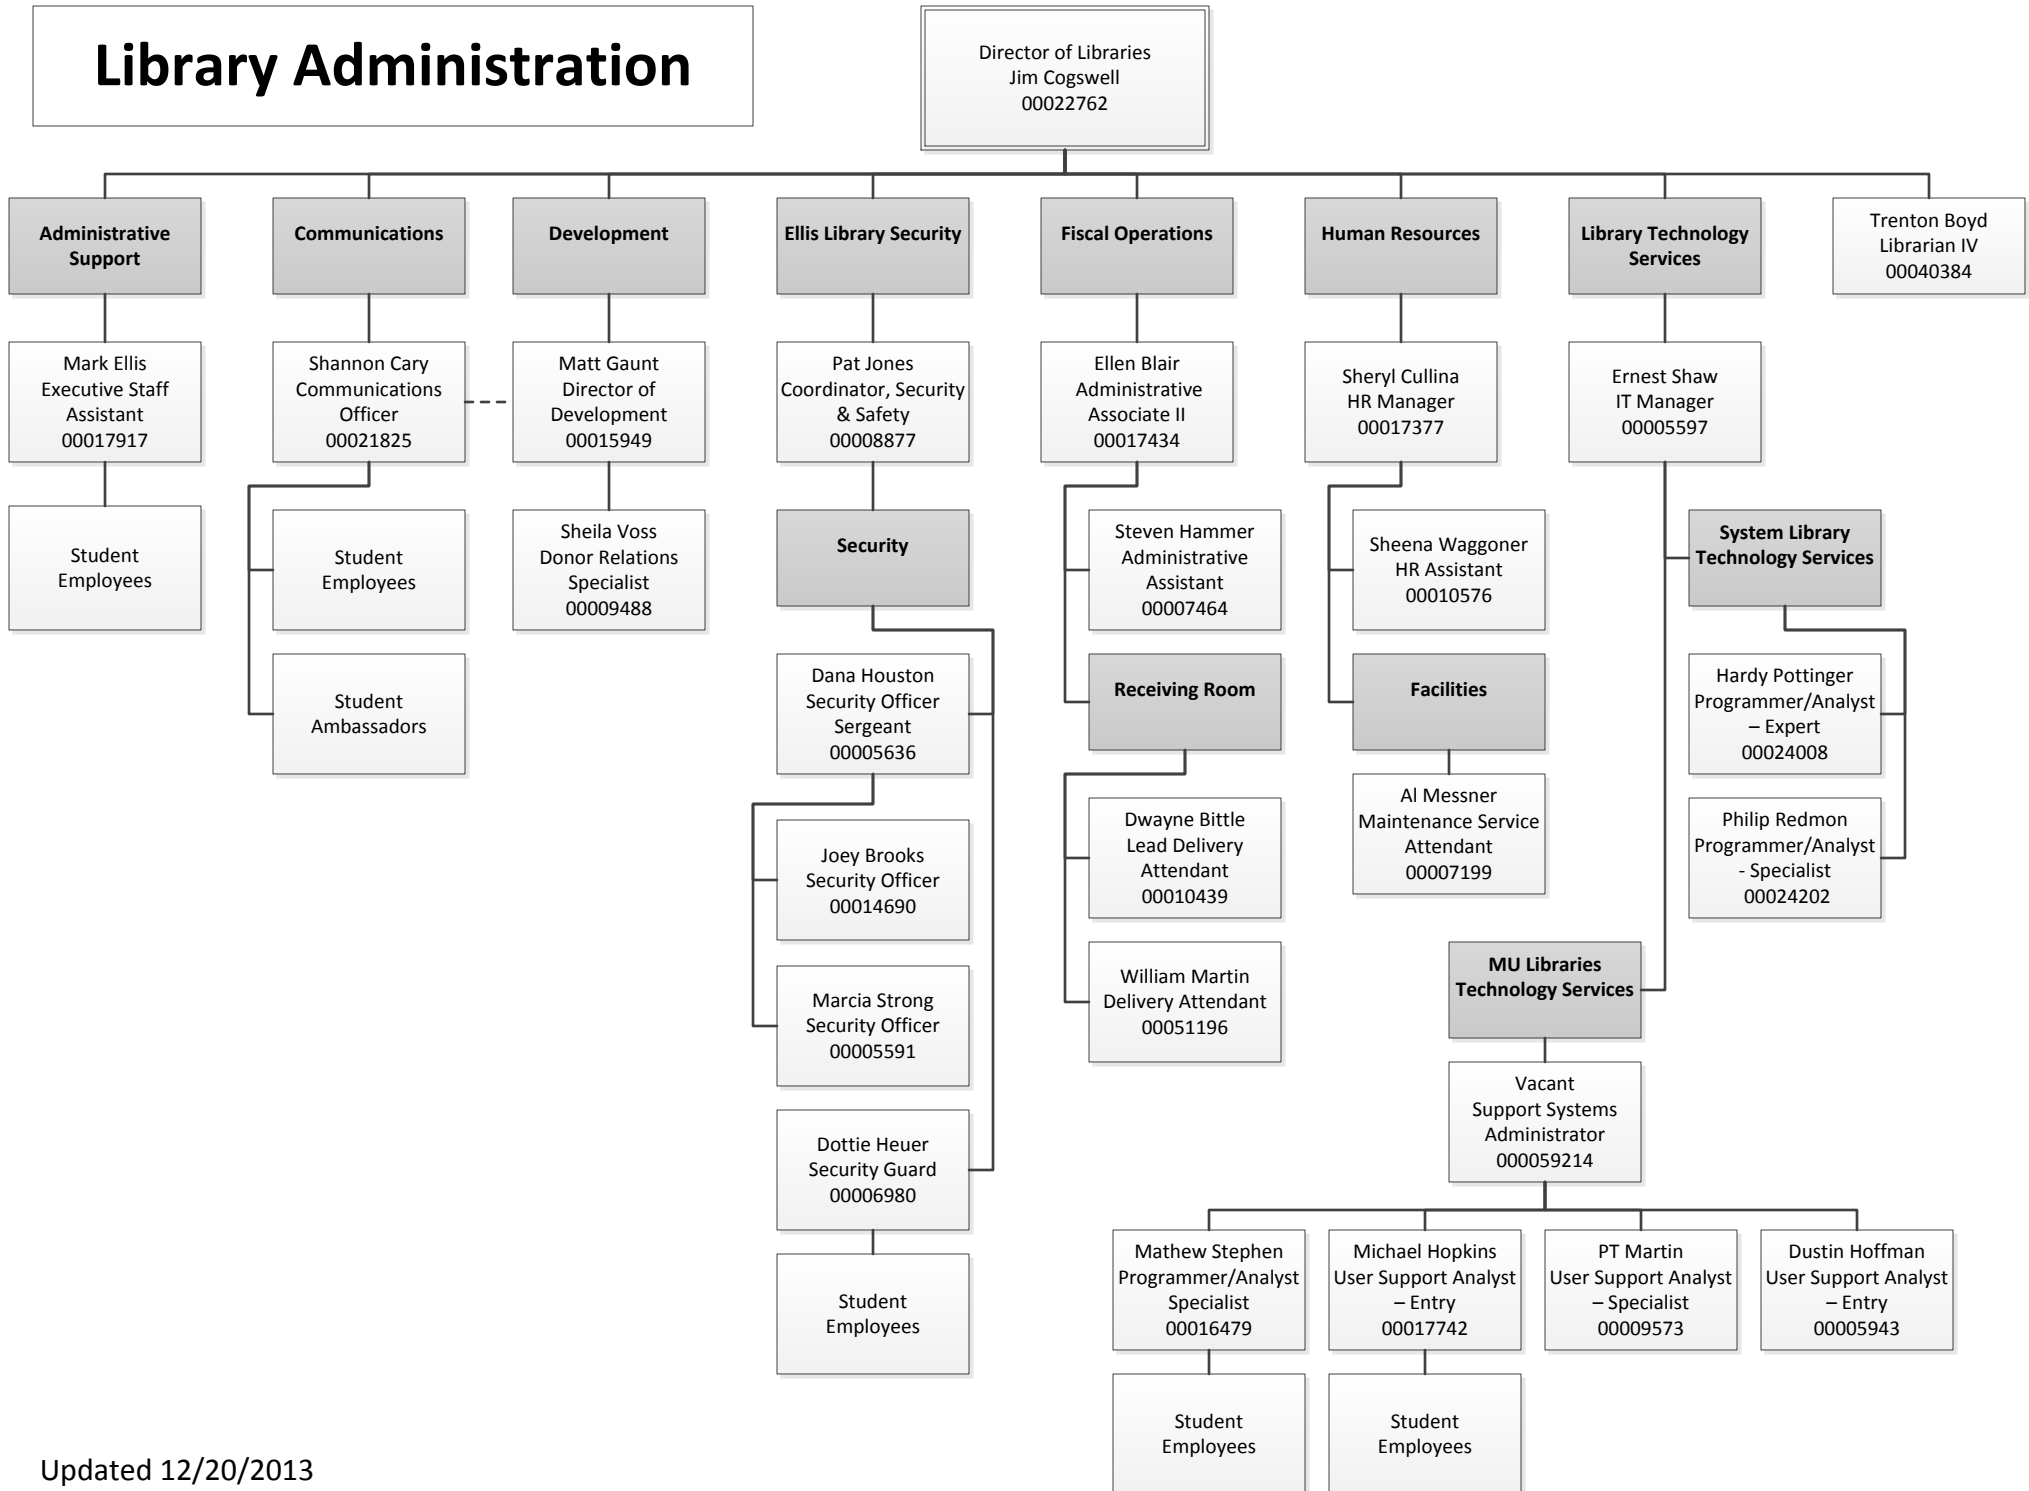 Library Administration
Director of Libraries
Jim Cogswell
00022762
Administrative
Support
Communications
Development
Ellis Library Security
Fiscal Operations
Human Resources
Library Technology
Services
Trenton Boyd
Librarian IV
00040384
Mark Ellis
Executive Staff
Assistant
00017917
Shannon Cary
Communications
Officer
00021825
Matt Gaunt
Director of
Development
00015949
Pat Jones
Coordinator, Security
& Safety
00008877
Ellen Blair
Administrative
Associate II
00017434
Sheryl Cullina
HR Manager
00017377
Ernest Shaw
IT Manager
00005597
Student
Employees
Student
Employees
Student
Ambassadors
Sheila Voss
Donor Relations
Specialist
00009488
Security
Dana Houston
Security Officer
Sergeant
00005636
Joey Brooks
Security Officer
00014690
Marcia Strong
Security Officer
00005591
Dottie Heuer
Security Guard
00006980
Student
Employees
Steven Hammer
Administrative
Assistant
00007464
Receiving Room
Dwayne Bittle
Lead Delivery
Attendant
00010439
William Martin
Delivery Attendant
00051196
Sheena Waggoner
HR Assistant
00010576
Facilities
Al Messner
Maintenance Service
Attendant
00007199
System Library
Technology Services
Hardy Pottinger
Programmer/Analyst
– Expert
00024008
Philip Redmon
Programmer/Analyst
- Specialist
00024202
MU Libraries
Technology Services
Vacant
Support Systems
Administrator
000059214
Mathew Stephen
Programmer/Analyst
Specialist
00016479
Michael Hopkins
User Support Analyst
– Entry
00017742
PT Martin
User Support Analyst
– Specialist
00009573
Dustin Hoffman
User Support Analyst
– Entry
00005943
Student
Employees
Student
Employees
Updated 12/20/2013